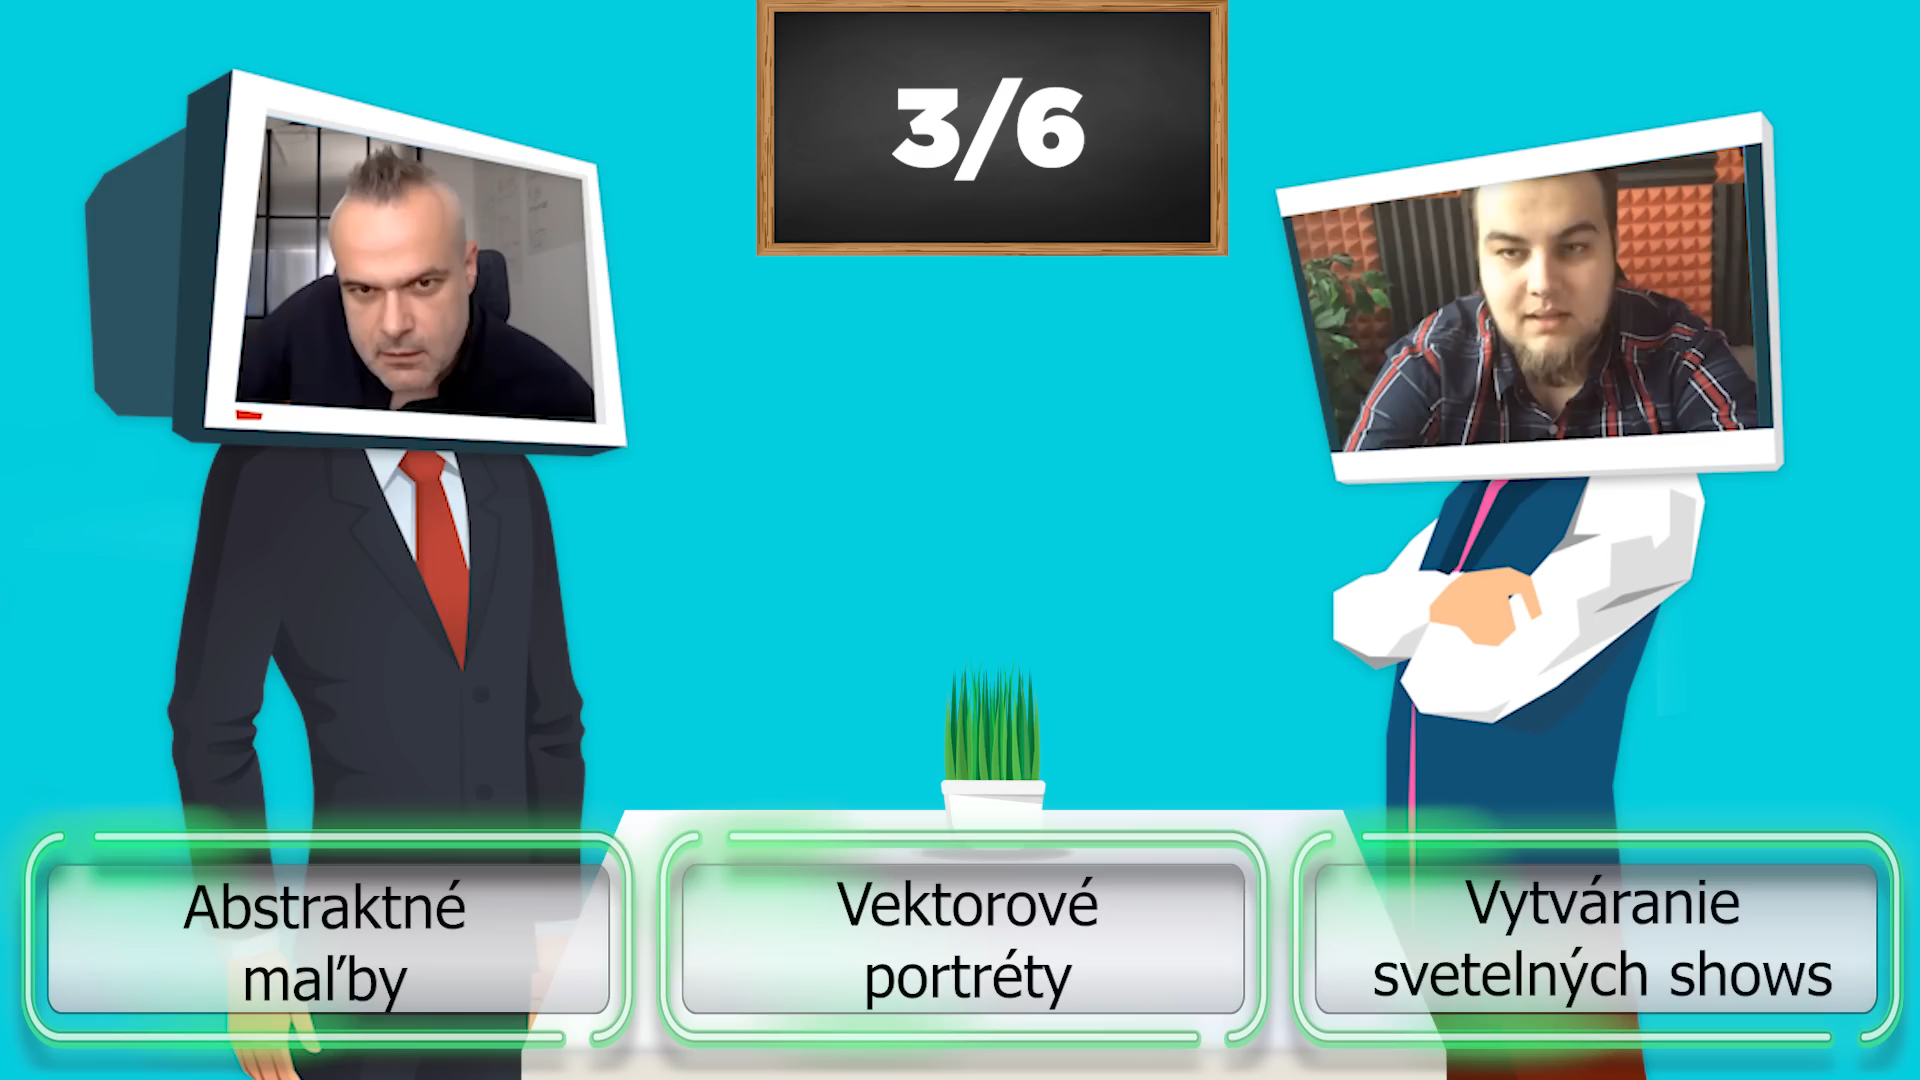 3/6
Abstraktné
maľby
Vektorové
portréty
Vytváranie
svetelných shows